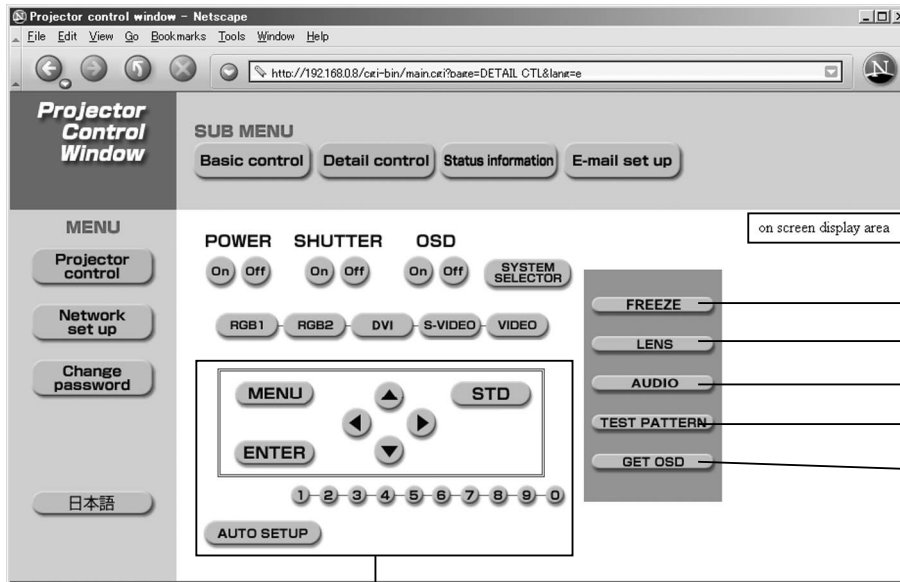 Projector control window - Netscape
File Edit View Go Bookmarks Tools Window Help
http://192.168.0.8/cgi-bin/main.cgi?page=DETAIL CTL&lang=e
Projector
Control
Window
SUB MENU
Basic control Detail control Status information E-mail set up
MENU
Projector
control
Network
set up
Change
password
日本語
on screen display area
POWER SHUTTER OSD
On Off On Off On Off SYSTEM
SELECTOR
RGB1 RGB2 DVI S-VIDEO VIDEO
MENU STD
ENTER
1 2 3 4 5 6 7 8 9 0
AUTO SETUP
FREEZE
LENS
AUDIO
TEST PATTERN
GET OSD